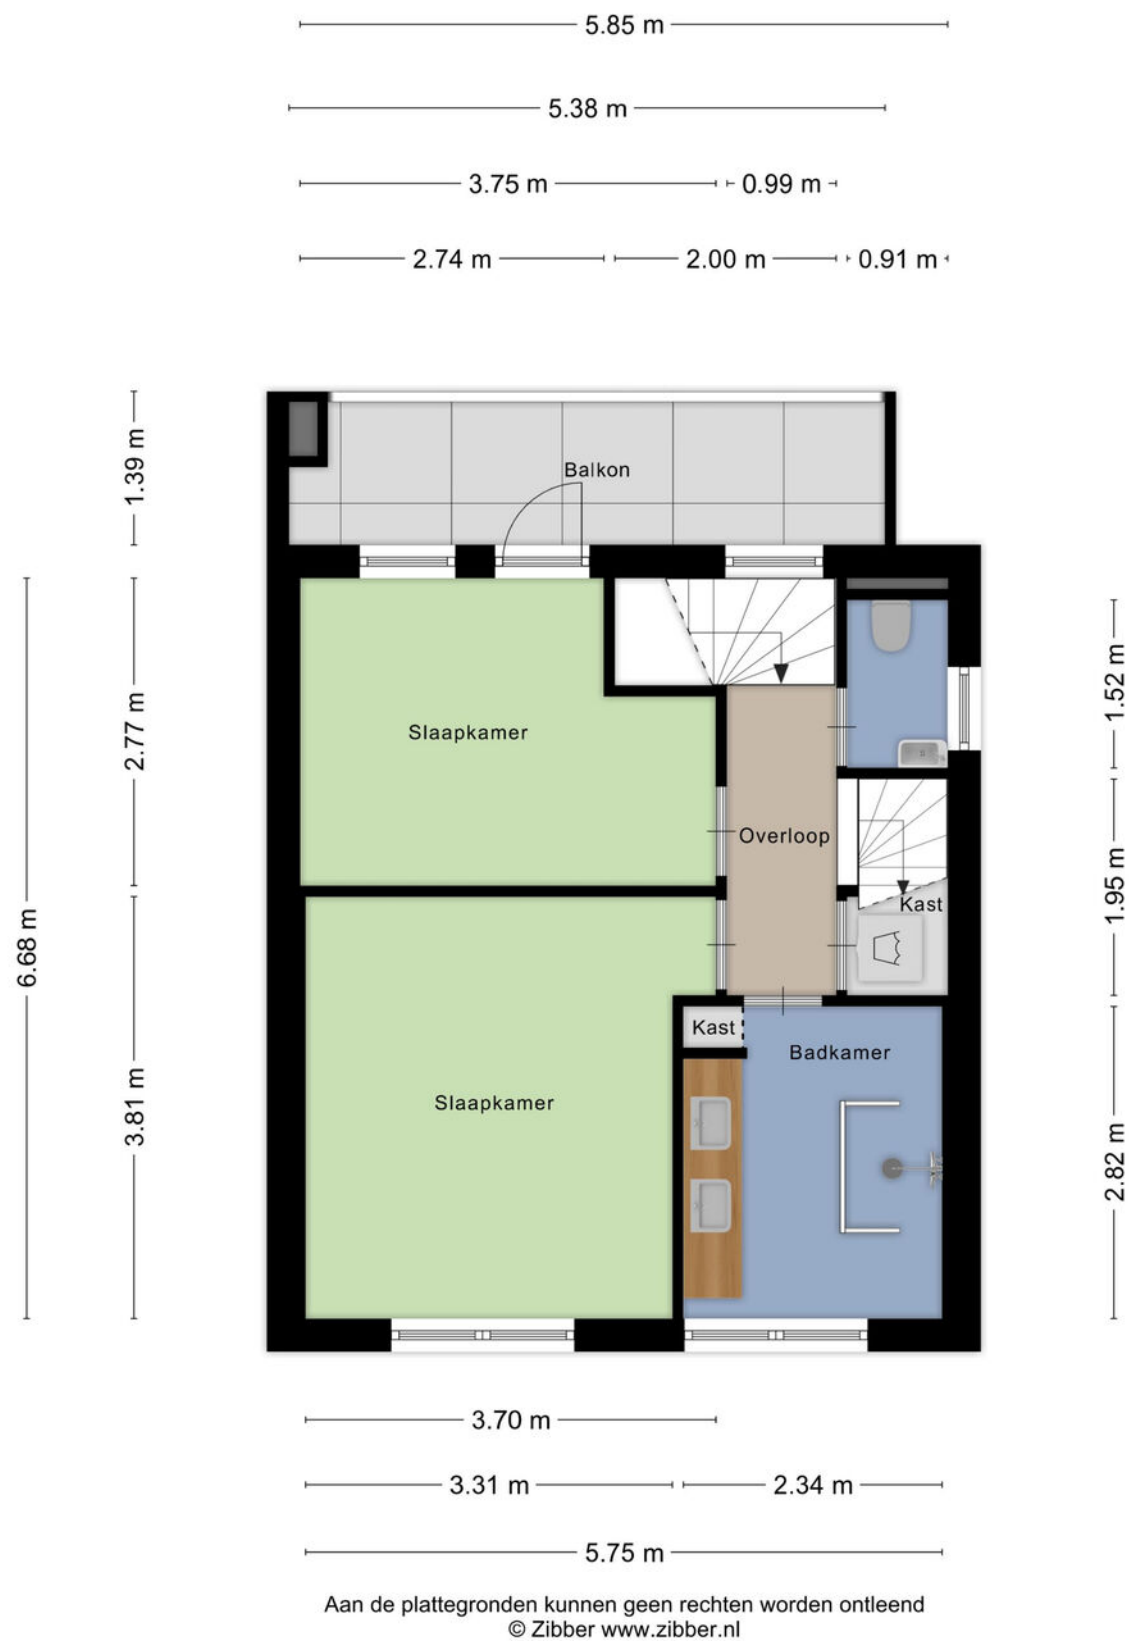 5.85 m
5.38 m
3.75 m
0.99 m
2.74 m
2.00 m
0.91 m
1.39 m
Balkon
2.77 m
1.52 m
Slaapkamer
Overloop
6.68 m
1.95 m
Kast
Kast
Badkamer
Slaapkamer
3.81 m
2.82 m
3.70 m
3.31 m
2.34 m
5.75 m
Aan de plattegronden kunnen geen rechten worden ontleend
© Zibber www.zibber.nl